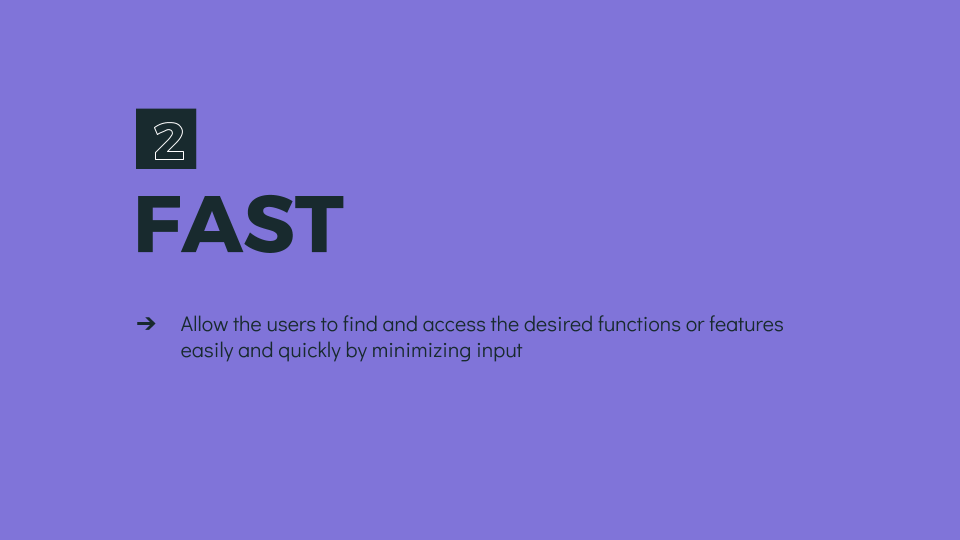 2
FAST
➔ Allow the users to find and access the desired functions or features
easily and quickly by minimizing input